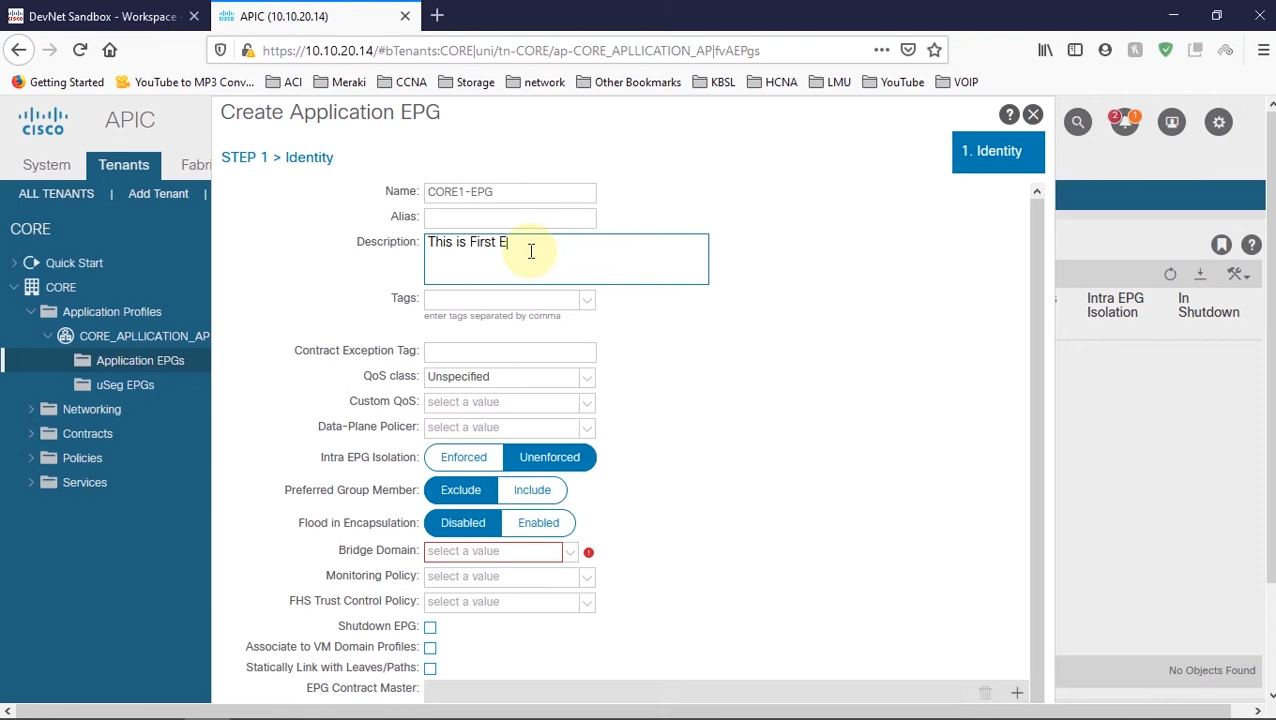 DevNet Sandbox - Workspace
APIC (10.10.20.14)
https://10.10.20.14/#bTenants:CORE|uni/tn-CORE/ap-CORE_APLLICATION_AP|fvAEPgs
Getting Started
YouTube to MP3 Conv...
ACI
Meraki
CCNA
Storage
network
Other Bookmarks
KBSL
HCNA
LMU
YouTube
VOIP
cisco
APIC
System
Tenants
Fabri
ALL TENANTS
Add Tenant
CORE
Quick Start
CORE
Application Profiles
CORE_APLLICATION_AP
Application EPGs
uSeg EPGs
Networking
Contracts
Policies
Services
Create Application EPG
STEP 1 > Identity
1. Identity
Name: CORE1-EPG
Alias:
Description: This is First E
Tags:
enter tags separated by comma
Contract Exception Tag:
QoS class: Unspecified
Custom QoS: select a value
Data-Plane Policer: select a value
Intra EPG Isolation: Enforced Unenforced
Preferred Group Member: Exclude Include
Flood in Encapsulation: Disabled Enabled
Bridge Domain: select a value
Monitoring Policy: select a value
FHS Trust Control Policy: select a value
Shutdown EPG:
Associate to VM Domain Profiles:
Statically Link with Leaves/Paths:
EPG Contract Master:
2 1
Intra EPG
Isolation
In
Shutdown
No Objects Found